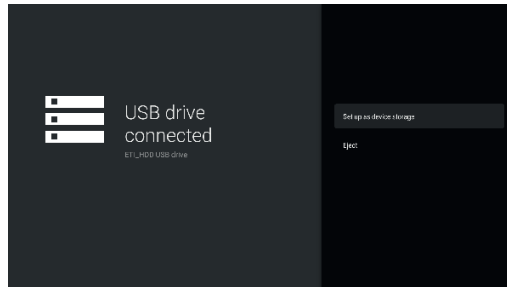 USB drive
connected
ETI_HDD USB drive
Set up as device storage
Eject